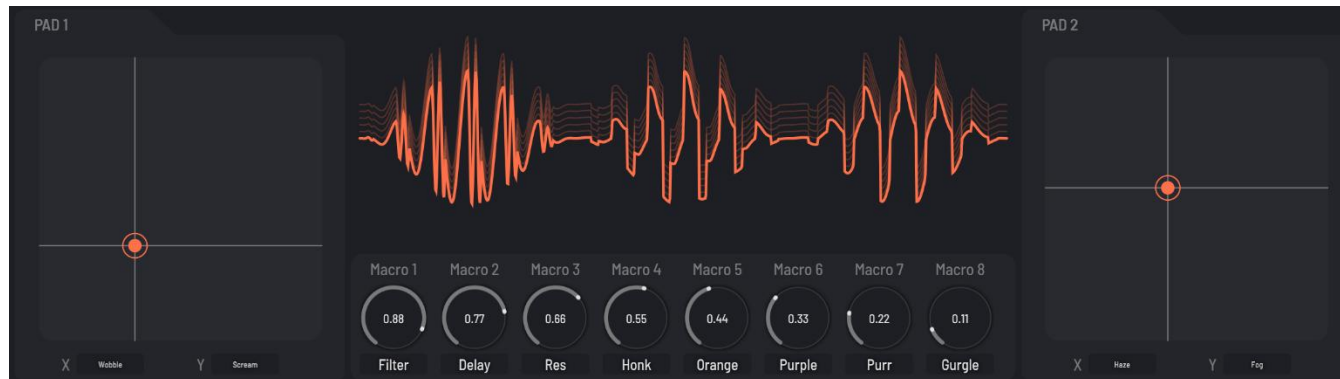 PAD 1
PAD 2
Macro 1 Macro 2 Macro 3 Macro 4 Macro 5 Macro 6 Macro 7 Macro 8
0.88 0.77 0.66 0.55 0.44 0.33 0.22 0.11
Filter Delay Res Honk Orange Purple Purr Gurgle
X Wobble Y Scream
X Haze Y Fog